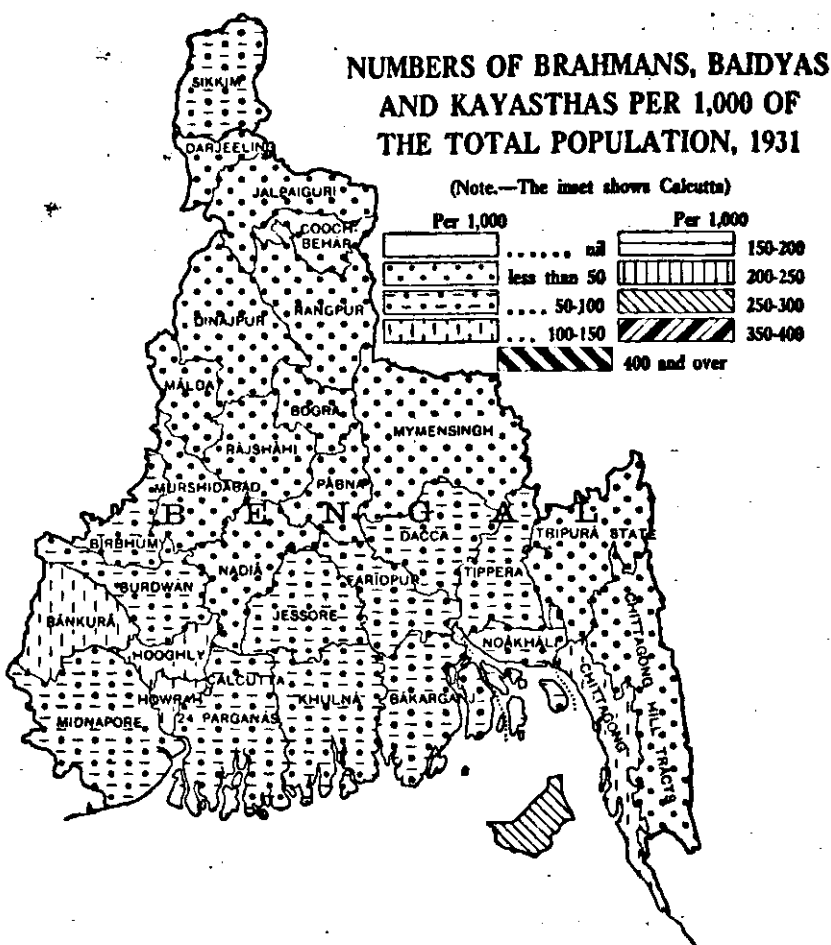 NUMBERS OF BRAHMANS, BAIDYAS
AND KAYASTHAS PER 1,000 OF
THE TOTAL POPULATION, 1931
(Note.—The inset shows Calcutta)
Per 1,000 Per 1,000
...... nil 150-200
less than 50 200-250
.... 50-100 250-300
... 100-150 350-400
400 and over
SIKKIM
DARJEELING
JALPAIGURI
COOCH
BEHAR
RANGPUR
DINAJPUR
MALDA
BOGRA
MYMENSINGH
RAJSHAHI
PABNA
MURSHIDABAD
BENGAL
BIRBHUM
DACCA
TRIPURA STATE
NADIA
FARIDPUR
TIPPERA
BURDWAN
BANKURA
JESSORE
NOAKHALI
CHITTAGONG HILL TRACTS
HOOGHLY
CALCUTTA
CHITTAGONG
HOWRAH
KHULNA
BAKARGANJ
MIDNAPORE
24 PARGANAS